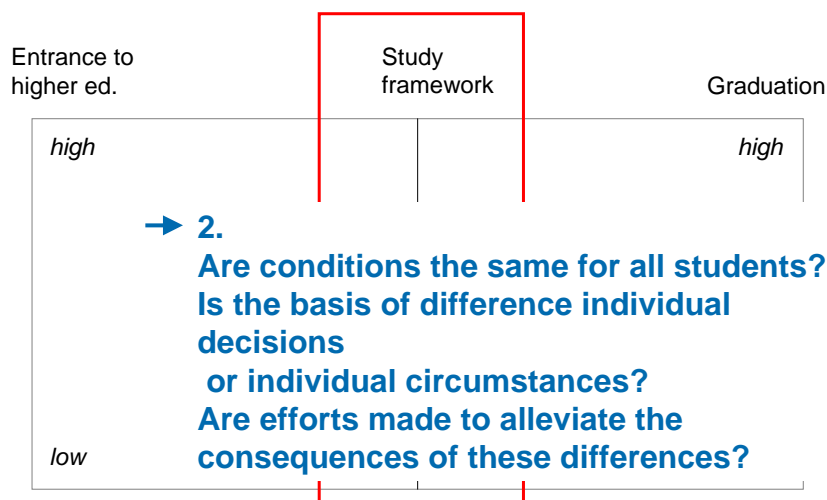 Entrance to
higher ed.
Study
framework
Graduation
high
high
2.
Are conditions the same for all students?
Is the basis of difference individual
decisions
or individual circumstances?
Are efforts made to alleviate the
low
consequences of these differences?